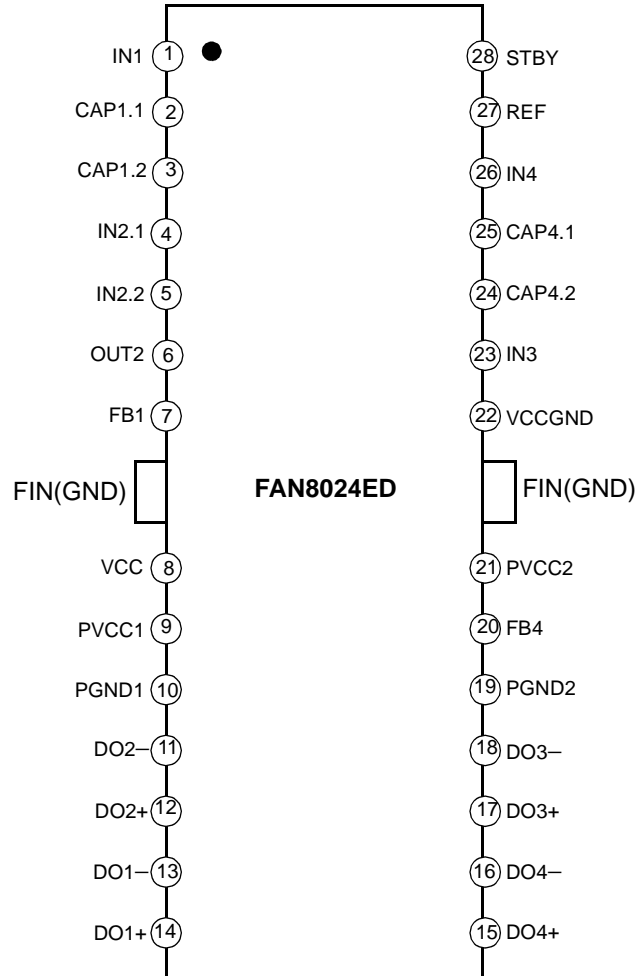 IN1 1 28 STBY
CAP1.1 2 27 REF
CAP1.2 3 26 IN4
IN2.1 4 25 CAP4.1
IN2.2 5 24 CAP4.2
OUT2 6 23 IN3
FB1 7 22 VCCGND
FIN(GND) FAN8024ED FIN(GND)
VCC 8 21 PVCC2
PVCC1 9 20 FB4
PGND1 10 19 PGND2
DO2− 11 18 DO3−
DO2+ 12 17 DO3+
DO1− 13 16 DO4−
DO1+ 14 15 DO4+